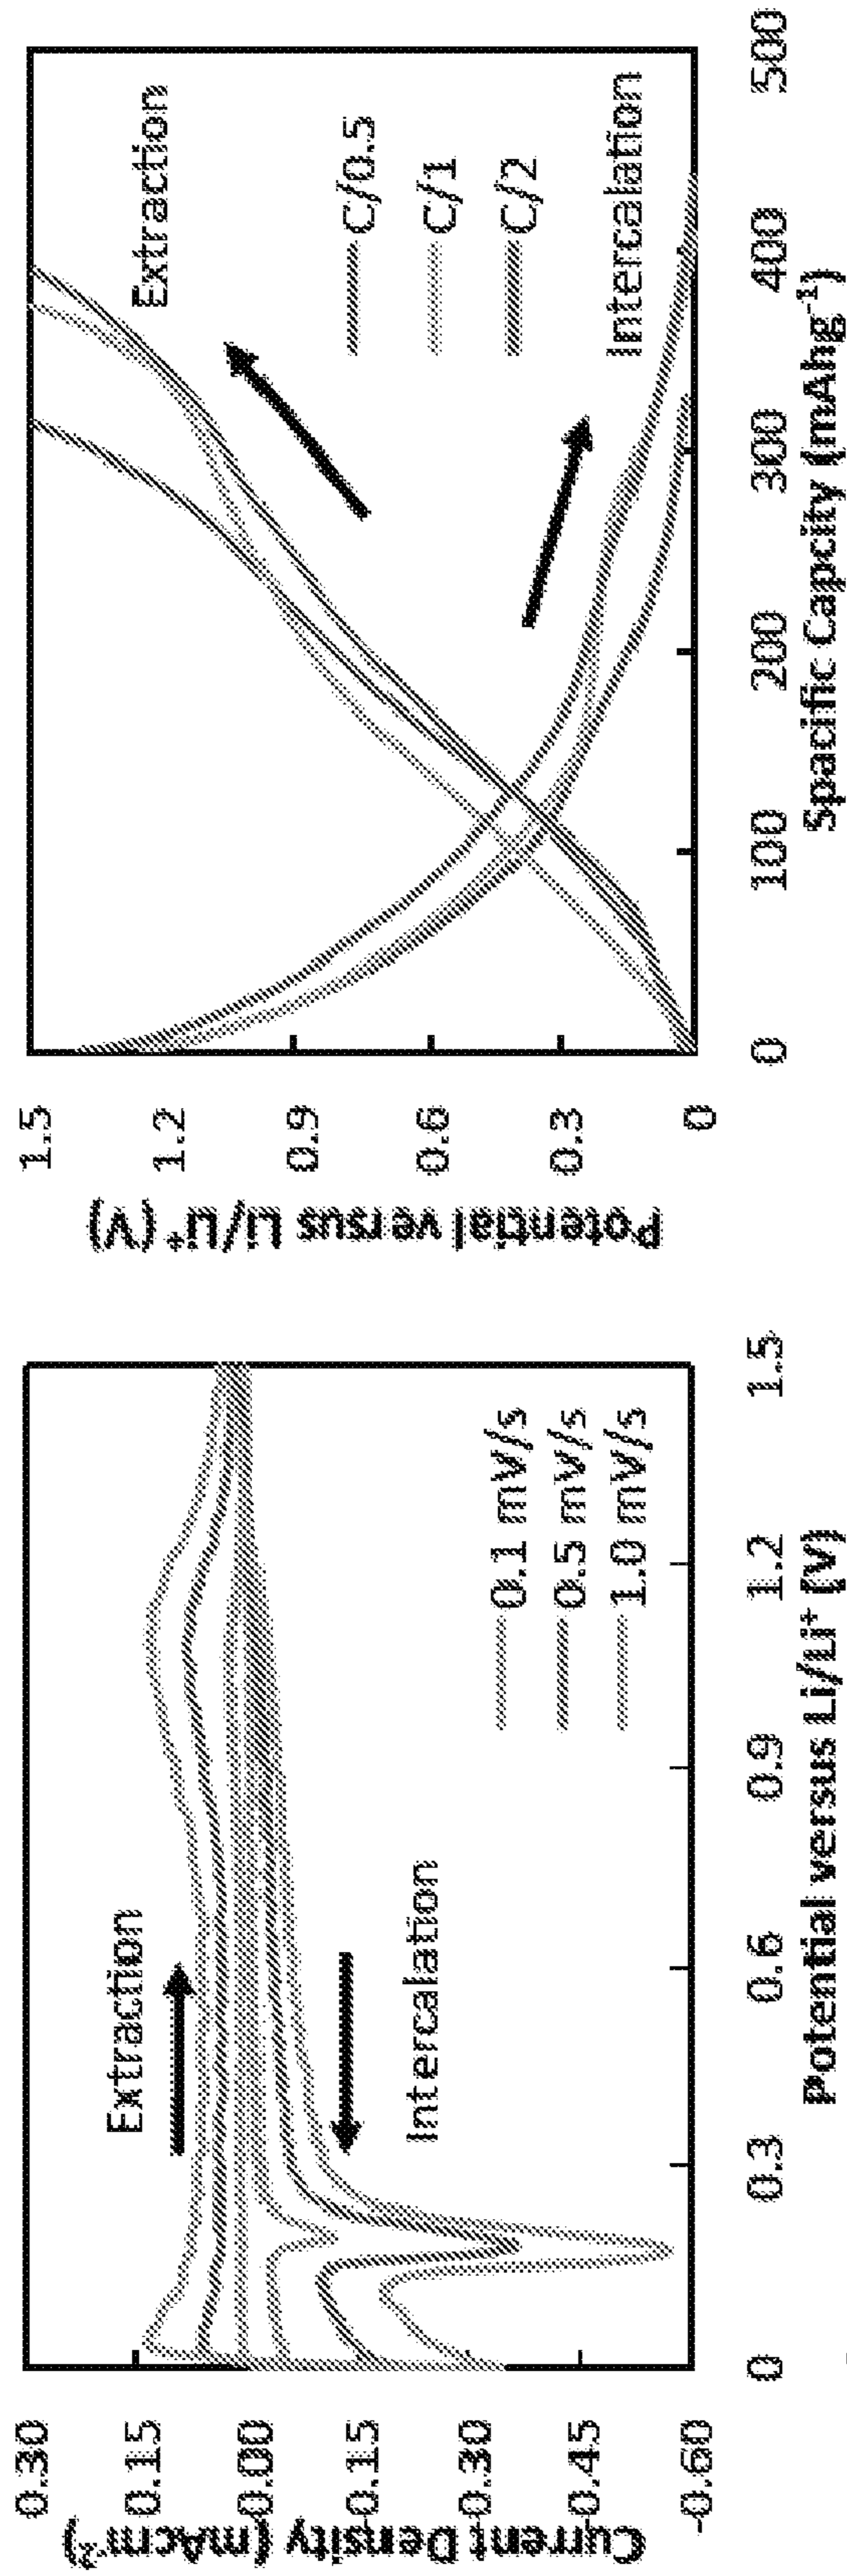 Current Density (mAcm-2)
0.30
0.15
0.00
-0.15
-0.30
-0.45
-0.60
Extraction
Intercalation
0.1 mV/s
0.5 mV/s
1.0 mV/s
0
0.3
0.6
0.9
1.2
1.5
Potential versus Li/Li+ (V)
Potential versus Li/Li+ (V)
1.5
1.2
0.9
0.6
0.3
0
Extraction
C/0.5
C/1
C/2
Intercalation
0
100
200
300
400
500
Spacific Capcity (mAhg-1)